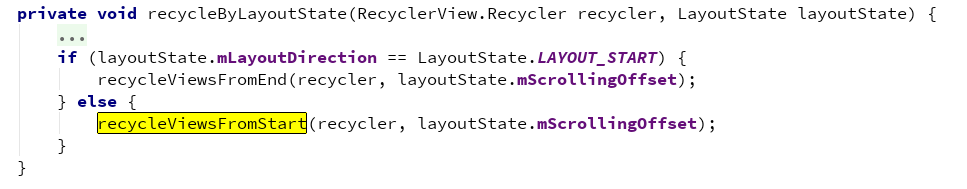 private void recycleByLayoutState(RecyclerView.Recycler recycler, LayoutState layoutState) {
...
if (layoutState.mLayoutDirection == LayoutState.LAYOUT_START) {
recycleViewsFromEnd(recycler, layoutState.mScrollingOffset);
} else {
recycleViewsFromStart(recycler, layoutState.mScrollingOffset);
}
}